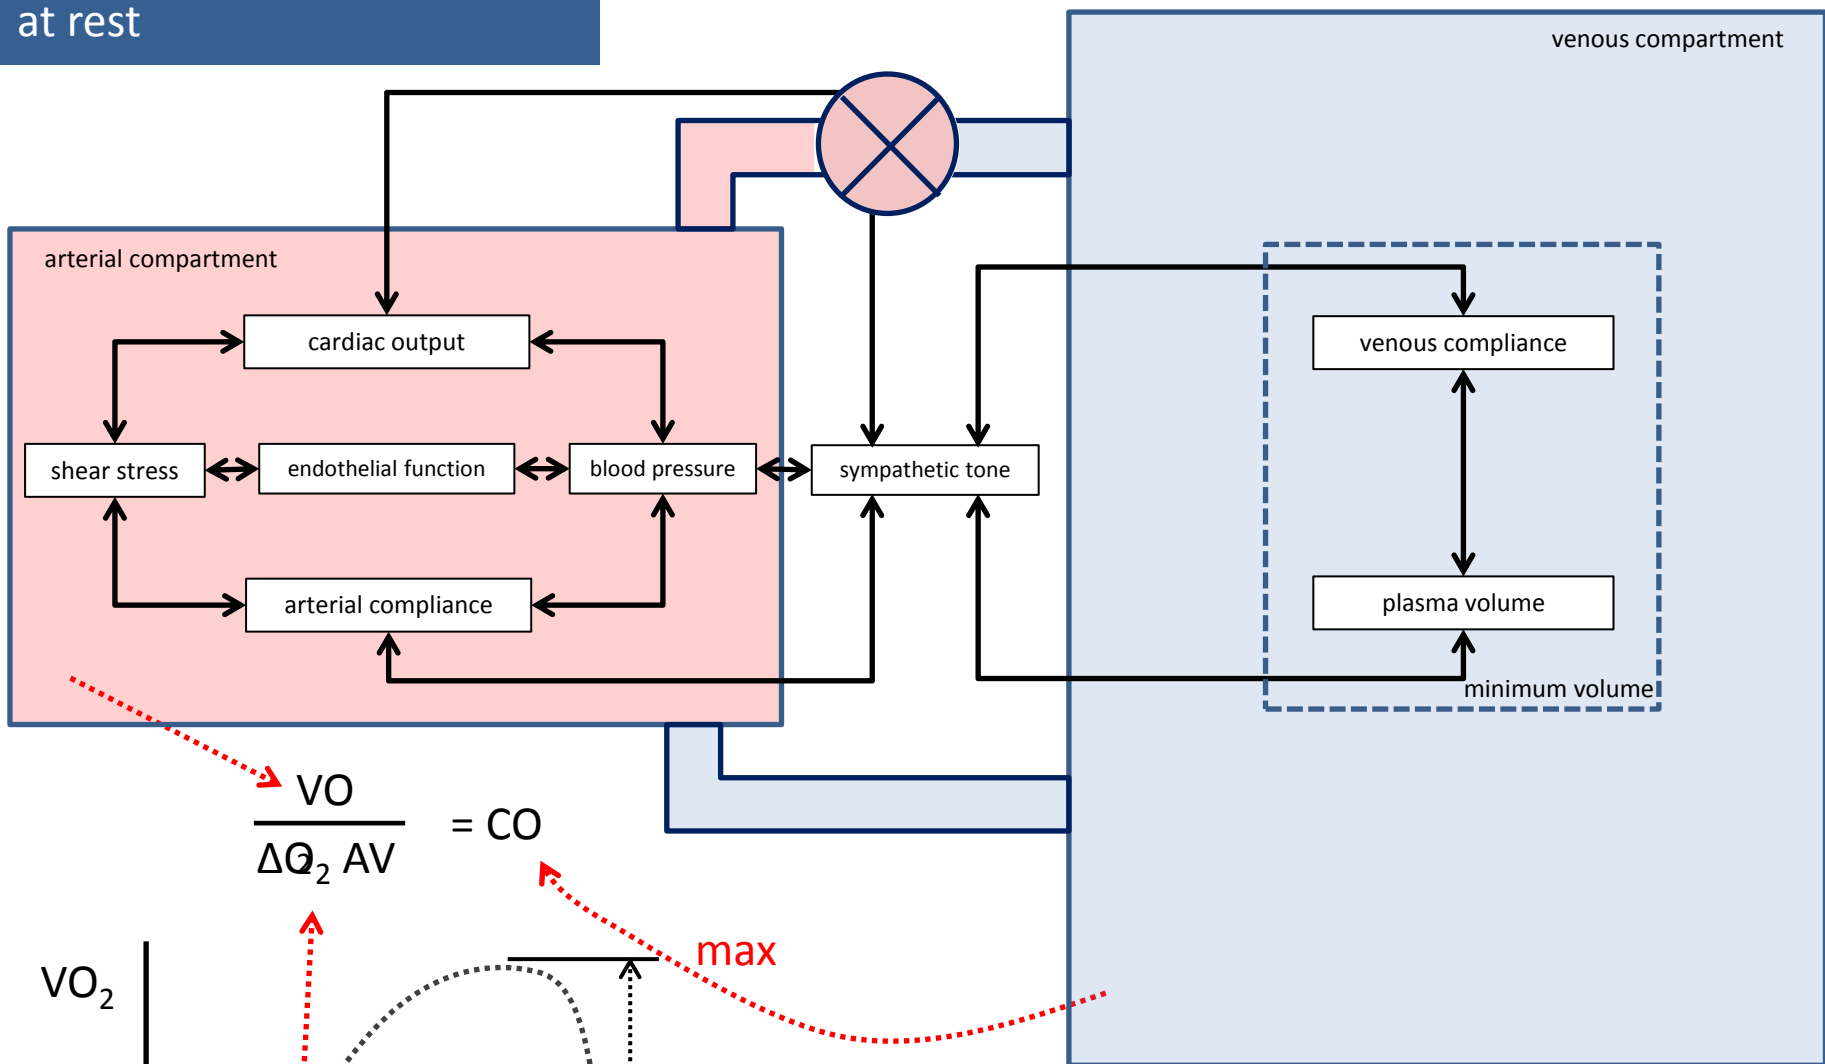 at rest
venous compartment
arterial compartment
cardiac output
venous compliance
shear stress
endothelial function
blood pressure
sympathetic tone
arterial compliance
plasma volume
minimum volume
VO
2
ΔO₂ AV
= CO
max
VO₂